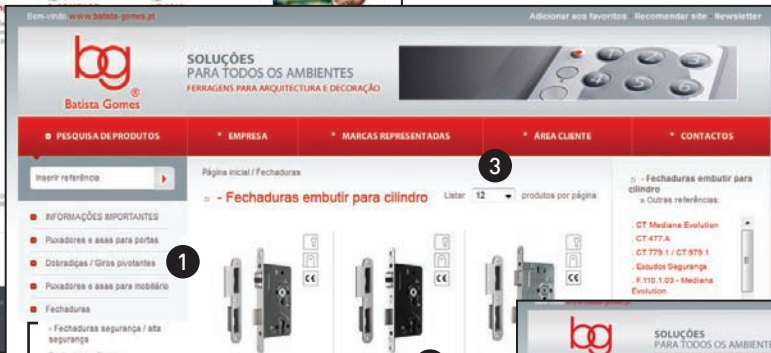 Bem-vindo www.batista-gomes.pt
Adicionar aos favoritos - Recomendar site - Newsletter
bg
®
Batista Gomes
SOLUÇÕES
PARA TODOS OS AMBIENTES
FERRAGENS PARA ARQUITECTURA E DECORAÇÃO
PESQUISA DE PRODUTOS
EMPRESA
MARCAS REPRESENTADAS
ÁREA CLIENTE
CONTACTOS
Inserir referência
Página inicial / Fechaduras
3
- Fechaduras embutir para cilindro
Listar 12 produtos por página
- Fechaduras embutir para
cilindro
» Outras referências:
. CT Mediana Evolution
. CT.477.A
. CT 779.1 / CT.979.1
. Escudos Segurança
. F.110.1.03 - Mediana
Evolution
INFORMAÇÕES IMPORTANTES
Puxadores e asas para portas
Dobradiças / Giros pivotantes
1
Puxadores e asas para mobiliário
Fechaduras
- Fechaduras segurança / alta
segurança
CE
CE
CE
bg
SOLUÇÕES
PARA TODOS OS AMBIENT